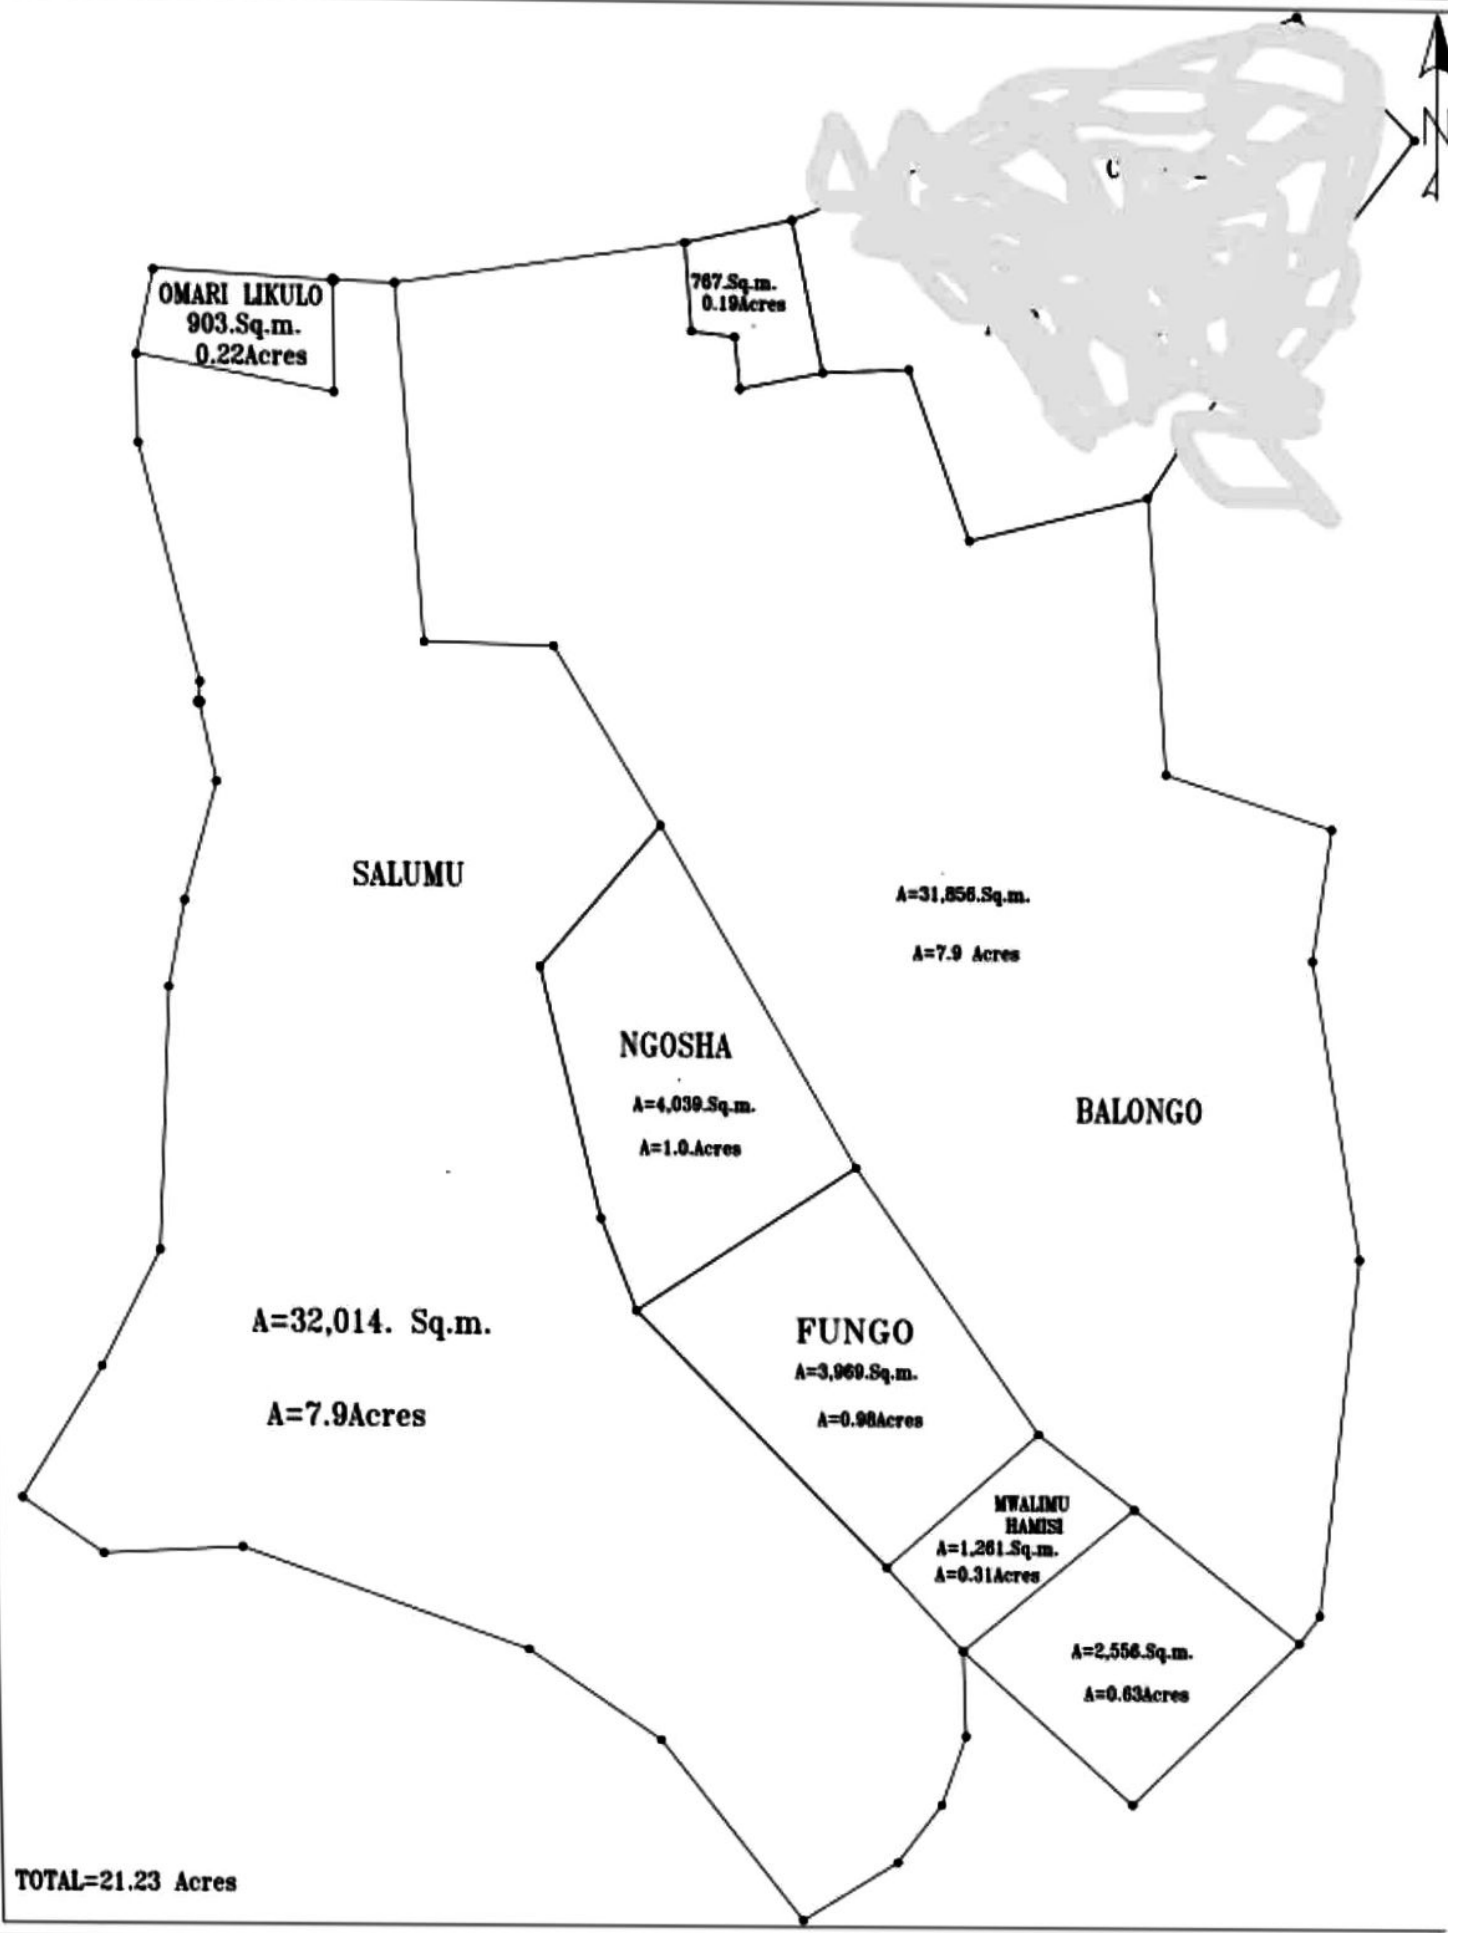 N
C
767.Sq.m.
0.19Acres
OMARI LIKULO
903.Sq.m.
0.22Acres
SALUMU
A=31,856.Sq.m.
A=7.9 Acres
NGOSHA
A=4,039.Sq.m.
A=1.0.Acres
BALONGO
A=32,014. Sq.m.
A=7.9Acres
FUNGO
A=3,969.Sq.m.
A=0.98Acres
MWALIMU
HAMISI
A=1,261.Sq.m.
A=0.31Acres
A=2,556.Sq.m.
A=0.63Acres
TOTAL=21.23 Acres